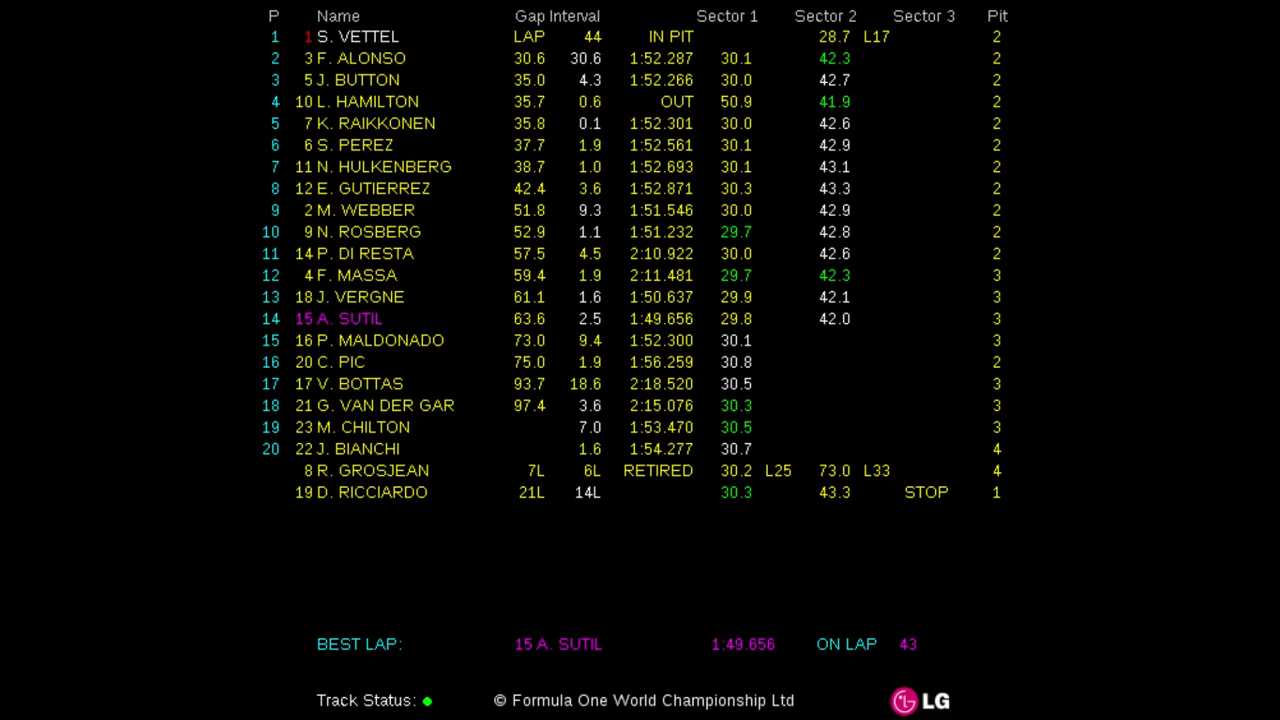 P Name Gap Interval Sector 1 Sector 2 Sector 3 Pit
1 1 S. VETTEL LAP 44 IN PIT 28.7 L17 2
2 3 F. ALONSO 30.6 30.6 1:52.287 30.1 42.3 2
3 5 J. BUTTON 35.0 4.3 1:52.266 30.0 42.7 2
4 10 L. HAMILTON 35.7 0.6 OUT 50.9 41.9 2
5 7 K. RAIKKONEN 35.8 0.1 1:52.301 30.0 42.6 2
6 6 S. PEREZ 37.7 1.9 1:52.561 30.1 42.9 2
7 11 N. HULKENBERG 38.7 1.0 1:52.693 30.1 43.1 2
8 12 E. GUTIERREZ 42.4 3.6 1:52.871 30.3 43.3 2
9 2 M. WEBBER 51.8 9.3 1:51.546 30.0 42.9 2
10 9 N. ROSBERG 52.9 1.1 1:51.232 29.7 42.8 2
11 14 P. DI RESTA 57.5 4.5 2:10.922 30.0 42.6 2
12 4 F. MASSA 59.4 1.9 2:11.481 29.7 42.3 3
13 18 J. VERGNE 61.1 1.6 1:50.637 29.9 42.1 3
14 15 A. SUTIL 63.6 2.5 1:49.656 29.8 42.0 3
15 16 P. MALDONADO 73.0 9.4 1:52.300 30.1 3
16 20 C. PIC 75.0 1.9 1:56.259 30.8 2
17 17 V. BOTTAS 93.7 18.6 2:18.520 30.5 3
18 21 G. VAN DER GAR 97.4 3.6 2:15.076 30.3 3
19 23 M. CHILTON 7.0 1:53.470 30.5 3
20 22 J. BIANCHI 1.6 1:54.277 30.7 4
8 R. GROSJEAN 7L 6L RETIRED 30.2 L25 73.0 L33 4
19 D. RICCIARDO 21L 14L 30.3 43.3 STOP 1
BEST LAP: 15 A. SUTIL 1:49.656 ON LAP 43
Track Status: © Formula One World Championship Ltd LG